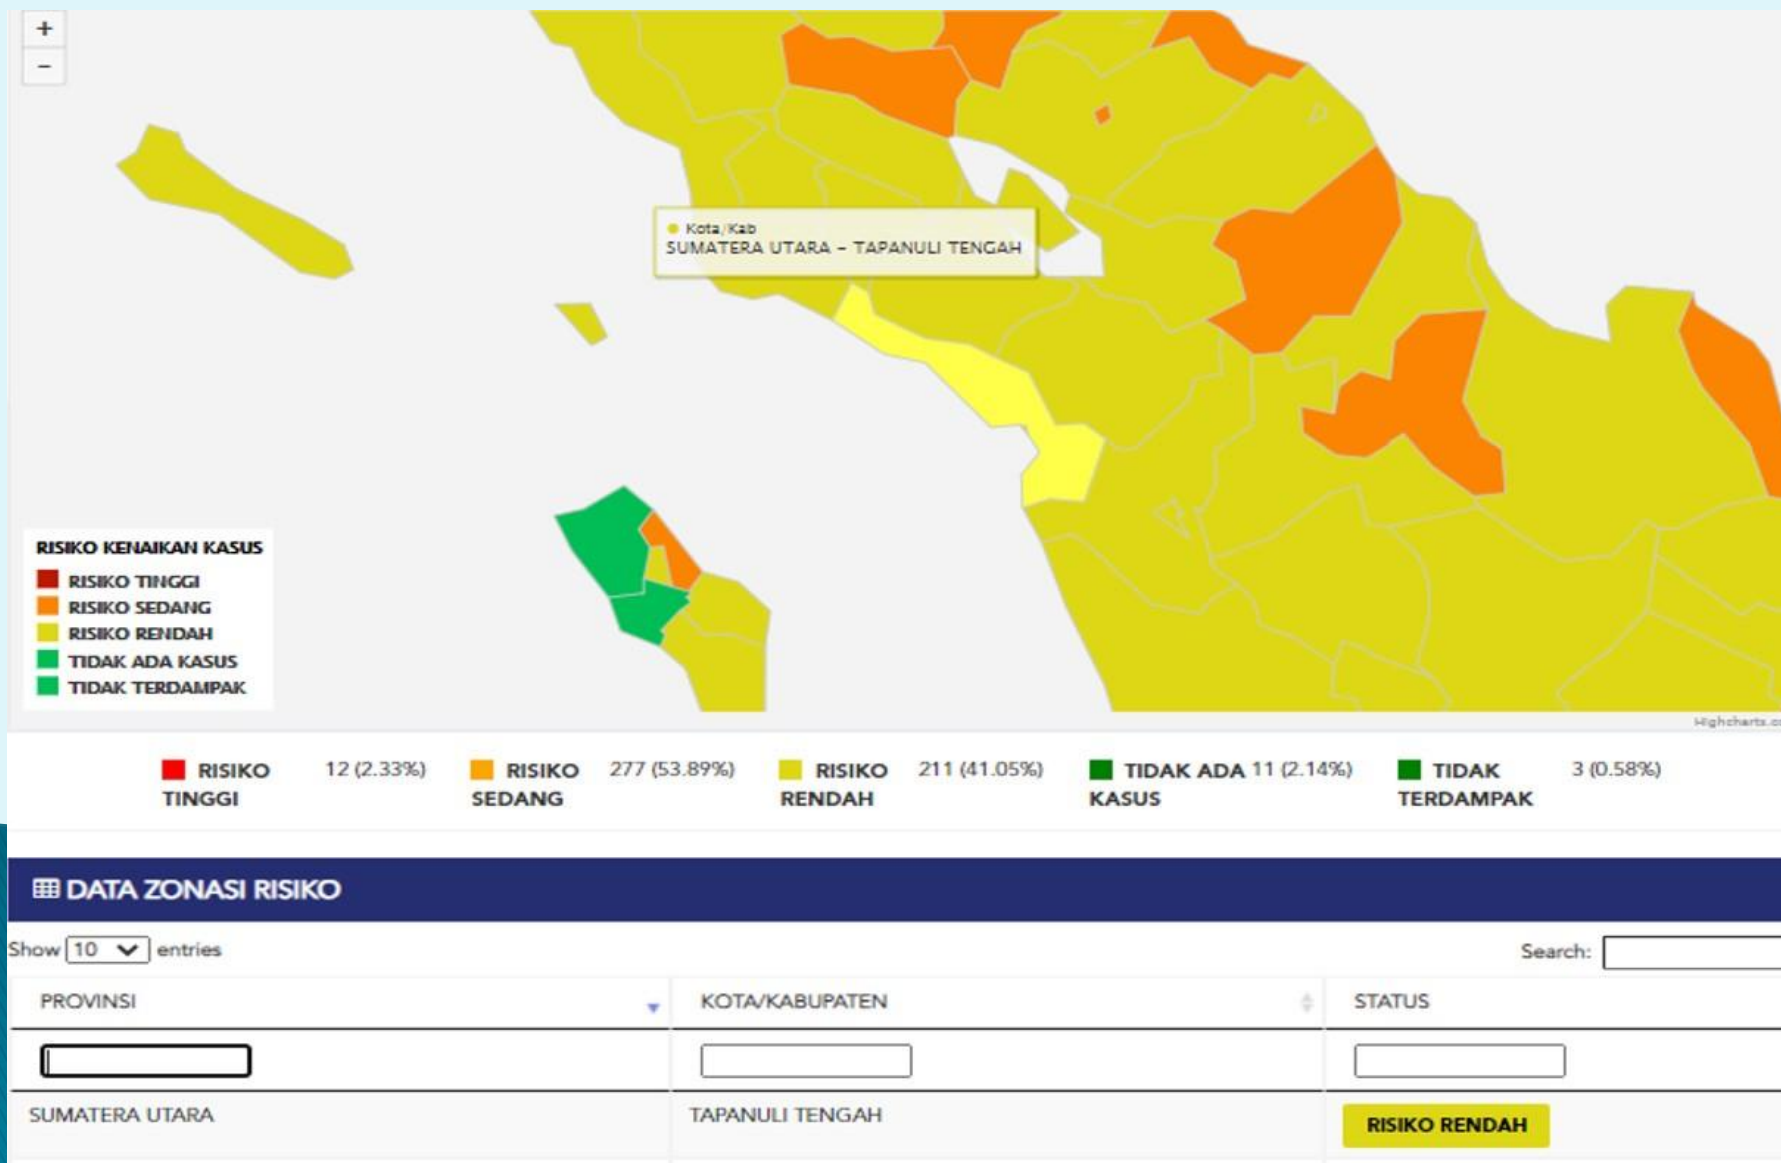 +
−
Kota/Kab
SUMATERA UTARA – TAPANULI TENGAH
RISIKO KENAIKAN KASUS
RISIKO TINGGI
RISIKO SEDANG
RISIKO RENDAH
TIDAK ADA KASUS
TIDAK TERDAMPAK
Highcharts.co
RISIKO TINGGI 12 (2.33%)
RISIKO SEDANG 277 (53.89%)
RISIKO RENDAH 211 (41.05%)
TIDAK ADA KASUS 11 (2.14%)
TIDAK TERDAMPAK 3 (0.58%)
DATA ZONASI RISIKO
Show 10 entries
Search:
PROVINSI KOTA/KABUPATEN STATUS
SUMATERA UTARA TAPANULI TENGAH RISIKO RENDAH